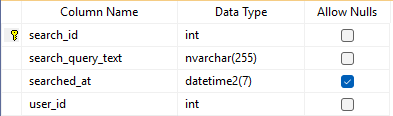 Column Name Data Type Allow Nulls
search_id int
search_query_text nvarchar(255)
searched_at datetime2(7)
user_id int